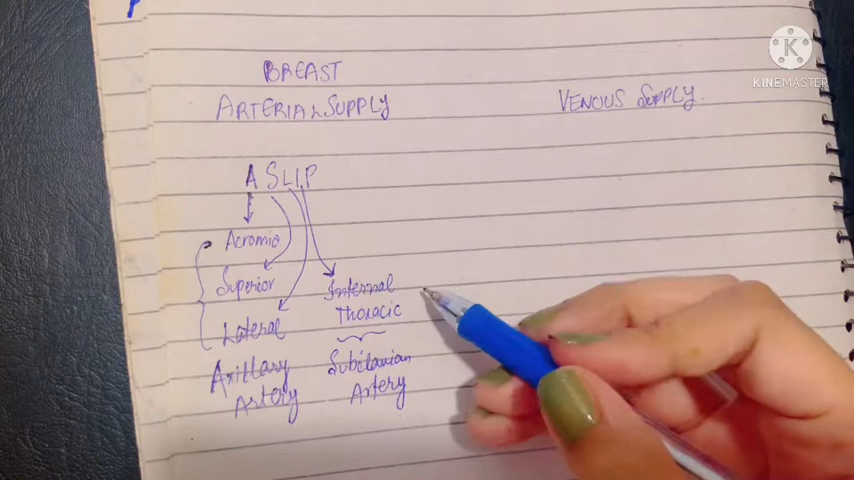 BREAST
ARTERIAL SUPPLY
VENOUS SUPPLY.
ASLIP
Acromio
Superior
Lateral
Axillary
Artery
Internal
Thoracic
Subclavian
Artery
KINEMASTER